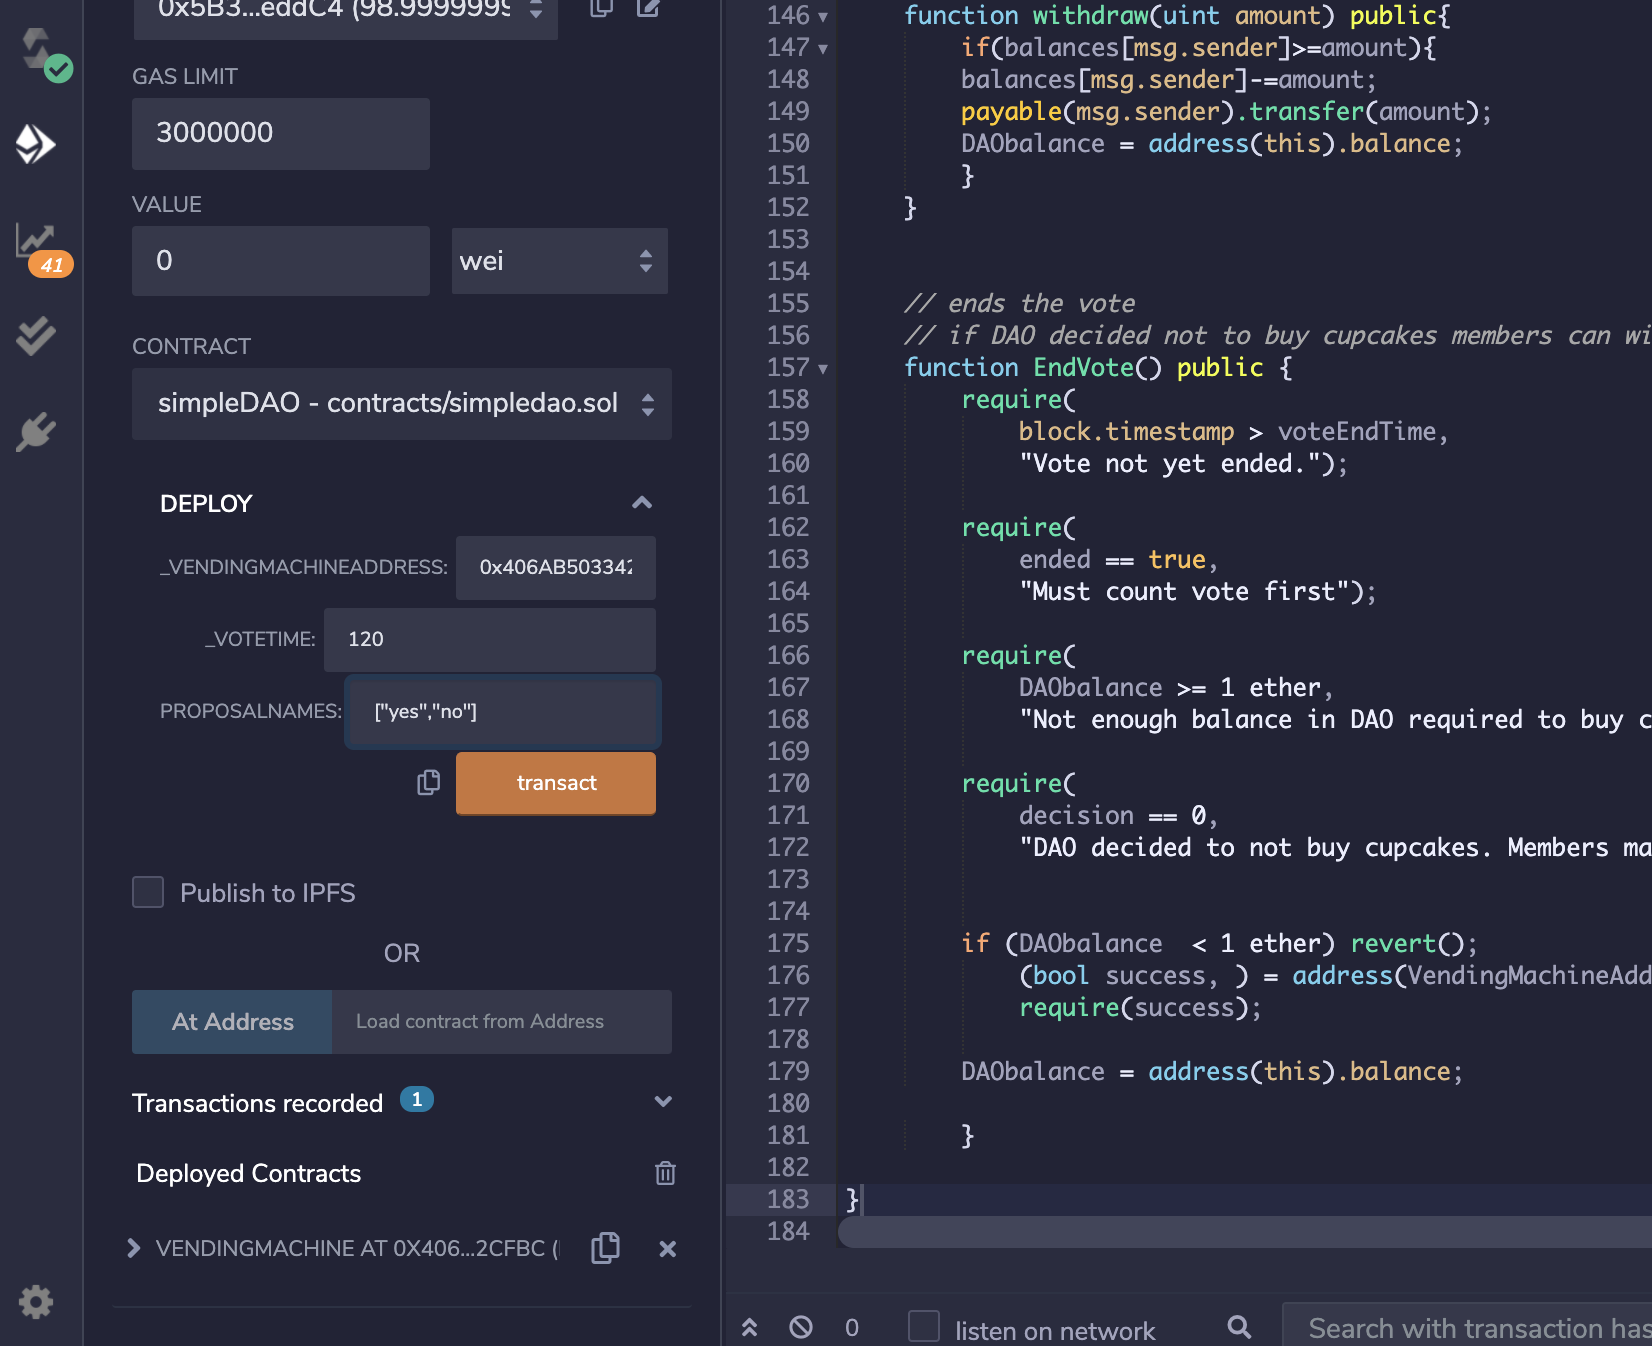 0x5B3...eddC4 (98.9999999
GAS LIMIT
3000000
VALUE
0
wei
CONTRACT
simpleDAO - contracts/simpledao.sol
DEPLOY
_VENDINGMACHINEADDRESS:
0x406AB503342
_VOTETIME:
120
PROPOSALNAMES:
["yes","no"]
transact
Publish to IPFS
OR
At Address
Load contract from Address
Transactions recorded 1
Deployed Contracts
VENDINGMACHINE AT 0X406...2CFBC (
41
146 function withdraw(uint amount) public{
147 if(balances[msg.sender]>=amount){
148 balances[msg.sender]-=amount;
149 payable(msg.sender).transfer(amount);
150 DAObalance = address(this).balance;
151 }
152 }
153
154
155 // ends the vote
156 // if DAO decided not to buy cupcakes members can wi
157 function EndVote() public {
158 require(
159 block.timestamp > voteEndTime,
160 "Vote not yet ended.");
161
162 require(
163 ended == true,
164 "Must count vote first");
165
166 require(
167 DAObalance >= 1 ether,
168 "Not enough balance in DAO required to buy c
169
170 require(
171 decision == 0,
172 "DAO decided to not buy cupcakes. Members ma
173
174
175 if (DAObalance  < 1 ether) revert();
176 (bool success, ) = address(VendingMachineAdd
177 require(success);
178
179 DAObalance = address(this).balance;
180
181 }
182
183 }
184
0
listen on network
Search with transaction has